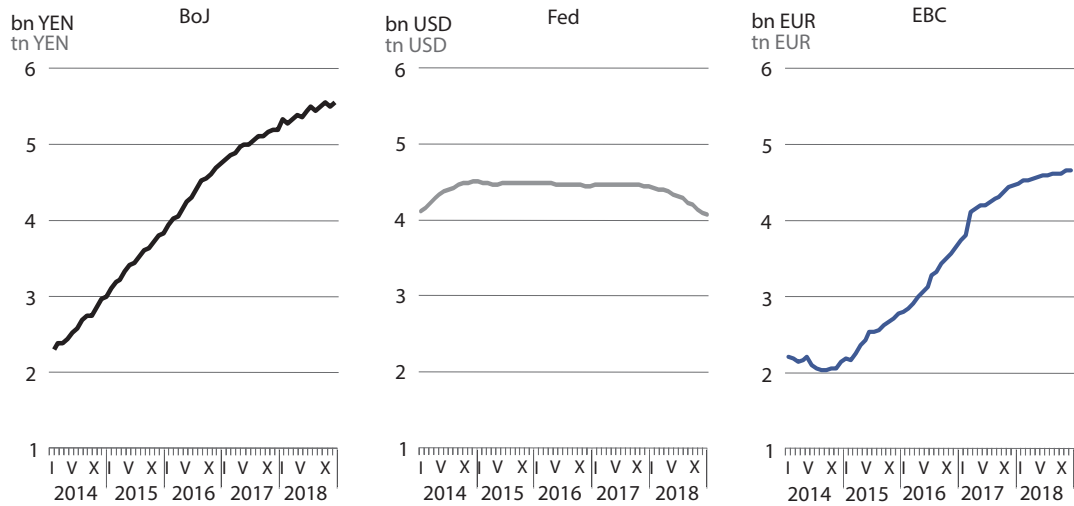 BoJ
bn YEN
tn YEN
6
5
4
3
2
1
I V X I V X I V X I V X I V X
2014 2015 2016 2017 2018
Fed
bn USD
tn USD
6
5
4
3
2
1
I V X I V X I V X I V X I V X
2014 2015 2016 2017 2018
EBC
bn EUR
tn EUR
6
5
4
3
2
1
I V X I V X I V X I V X I V X
2014 2015 2016 2017 2018